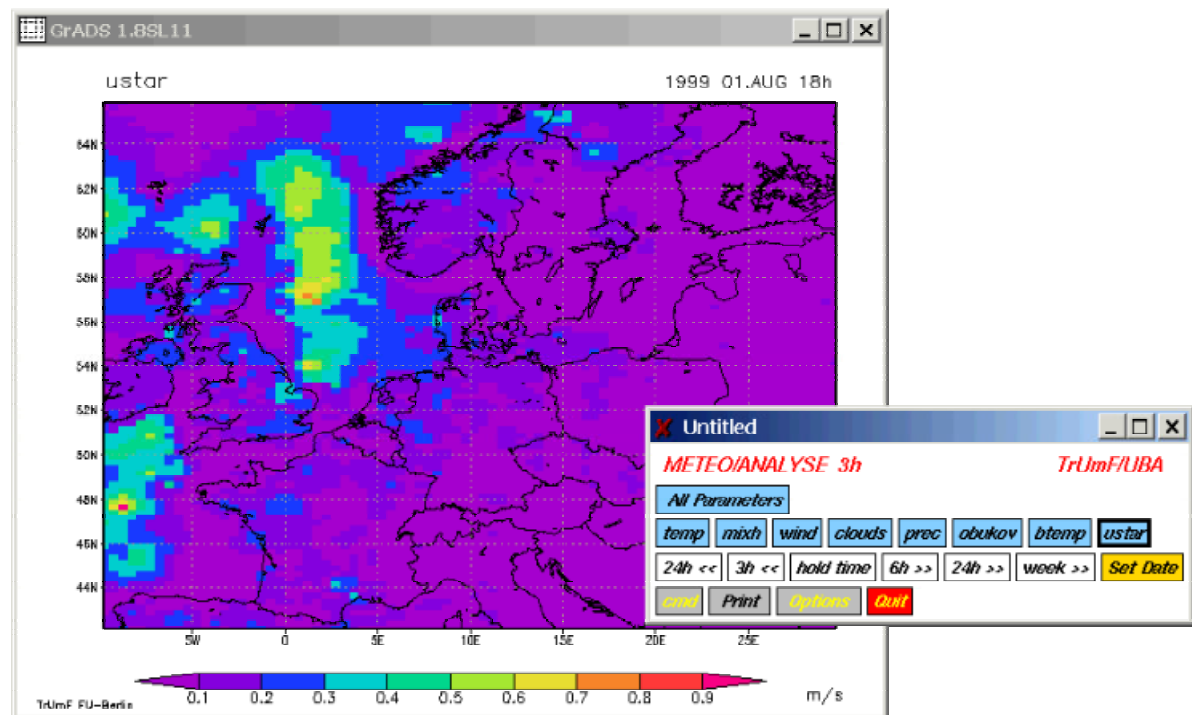 GrADS 1.8SL11
ustar 1999 01.AUG 18h
64N
62N
60N
58N
56N
54N
52N
50N
48N
46N
44N
5W 0 5E 10E 15E 20E 25E
0.1 0.2 0.3 0.4 0.5 0.6 0.7 0.8 0.9 m/s
TrUmF FU-Berlin
Untitled
METEO/ANALYSE 3h TrUmF/UBA
All Parameters
temp mixh wind clouds prec obukov btemp ustar
24h << 3h << hold time 6h >> 24h >> week >> Set Date
cmd Print Options Quit